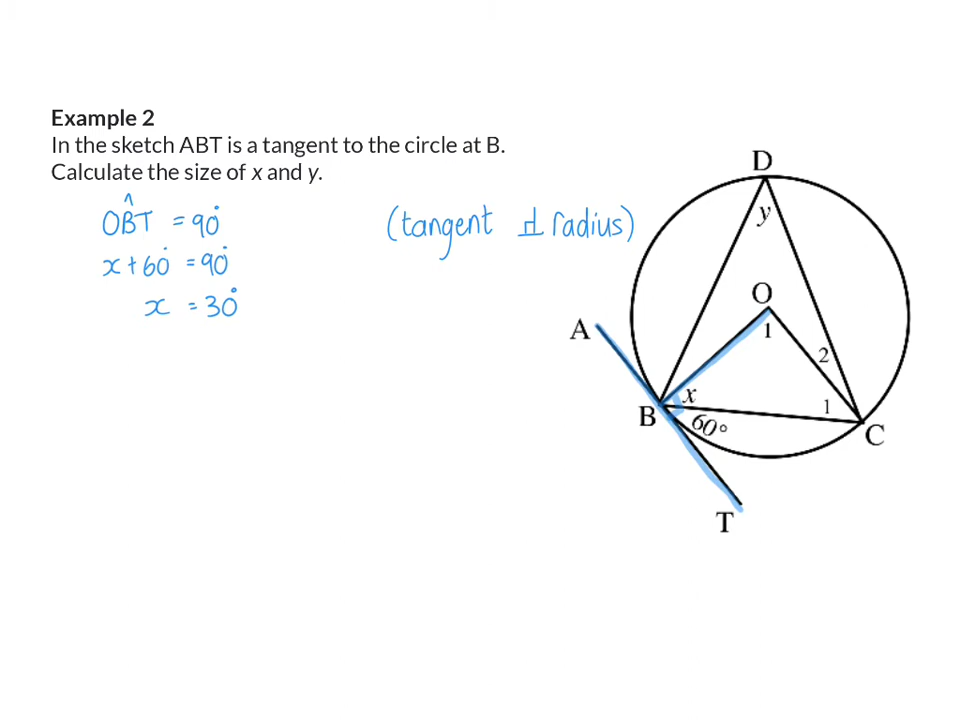 Example 2
In the sketch ABT is a tangent to the circle at B.
Calculate the size of x and y.
OB̂T = 90°
(tangent ⊥ radius)
x + 60° = 90°
x = 30°
D
y
O
1
A
2
x
B
1
60°
C
T